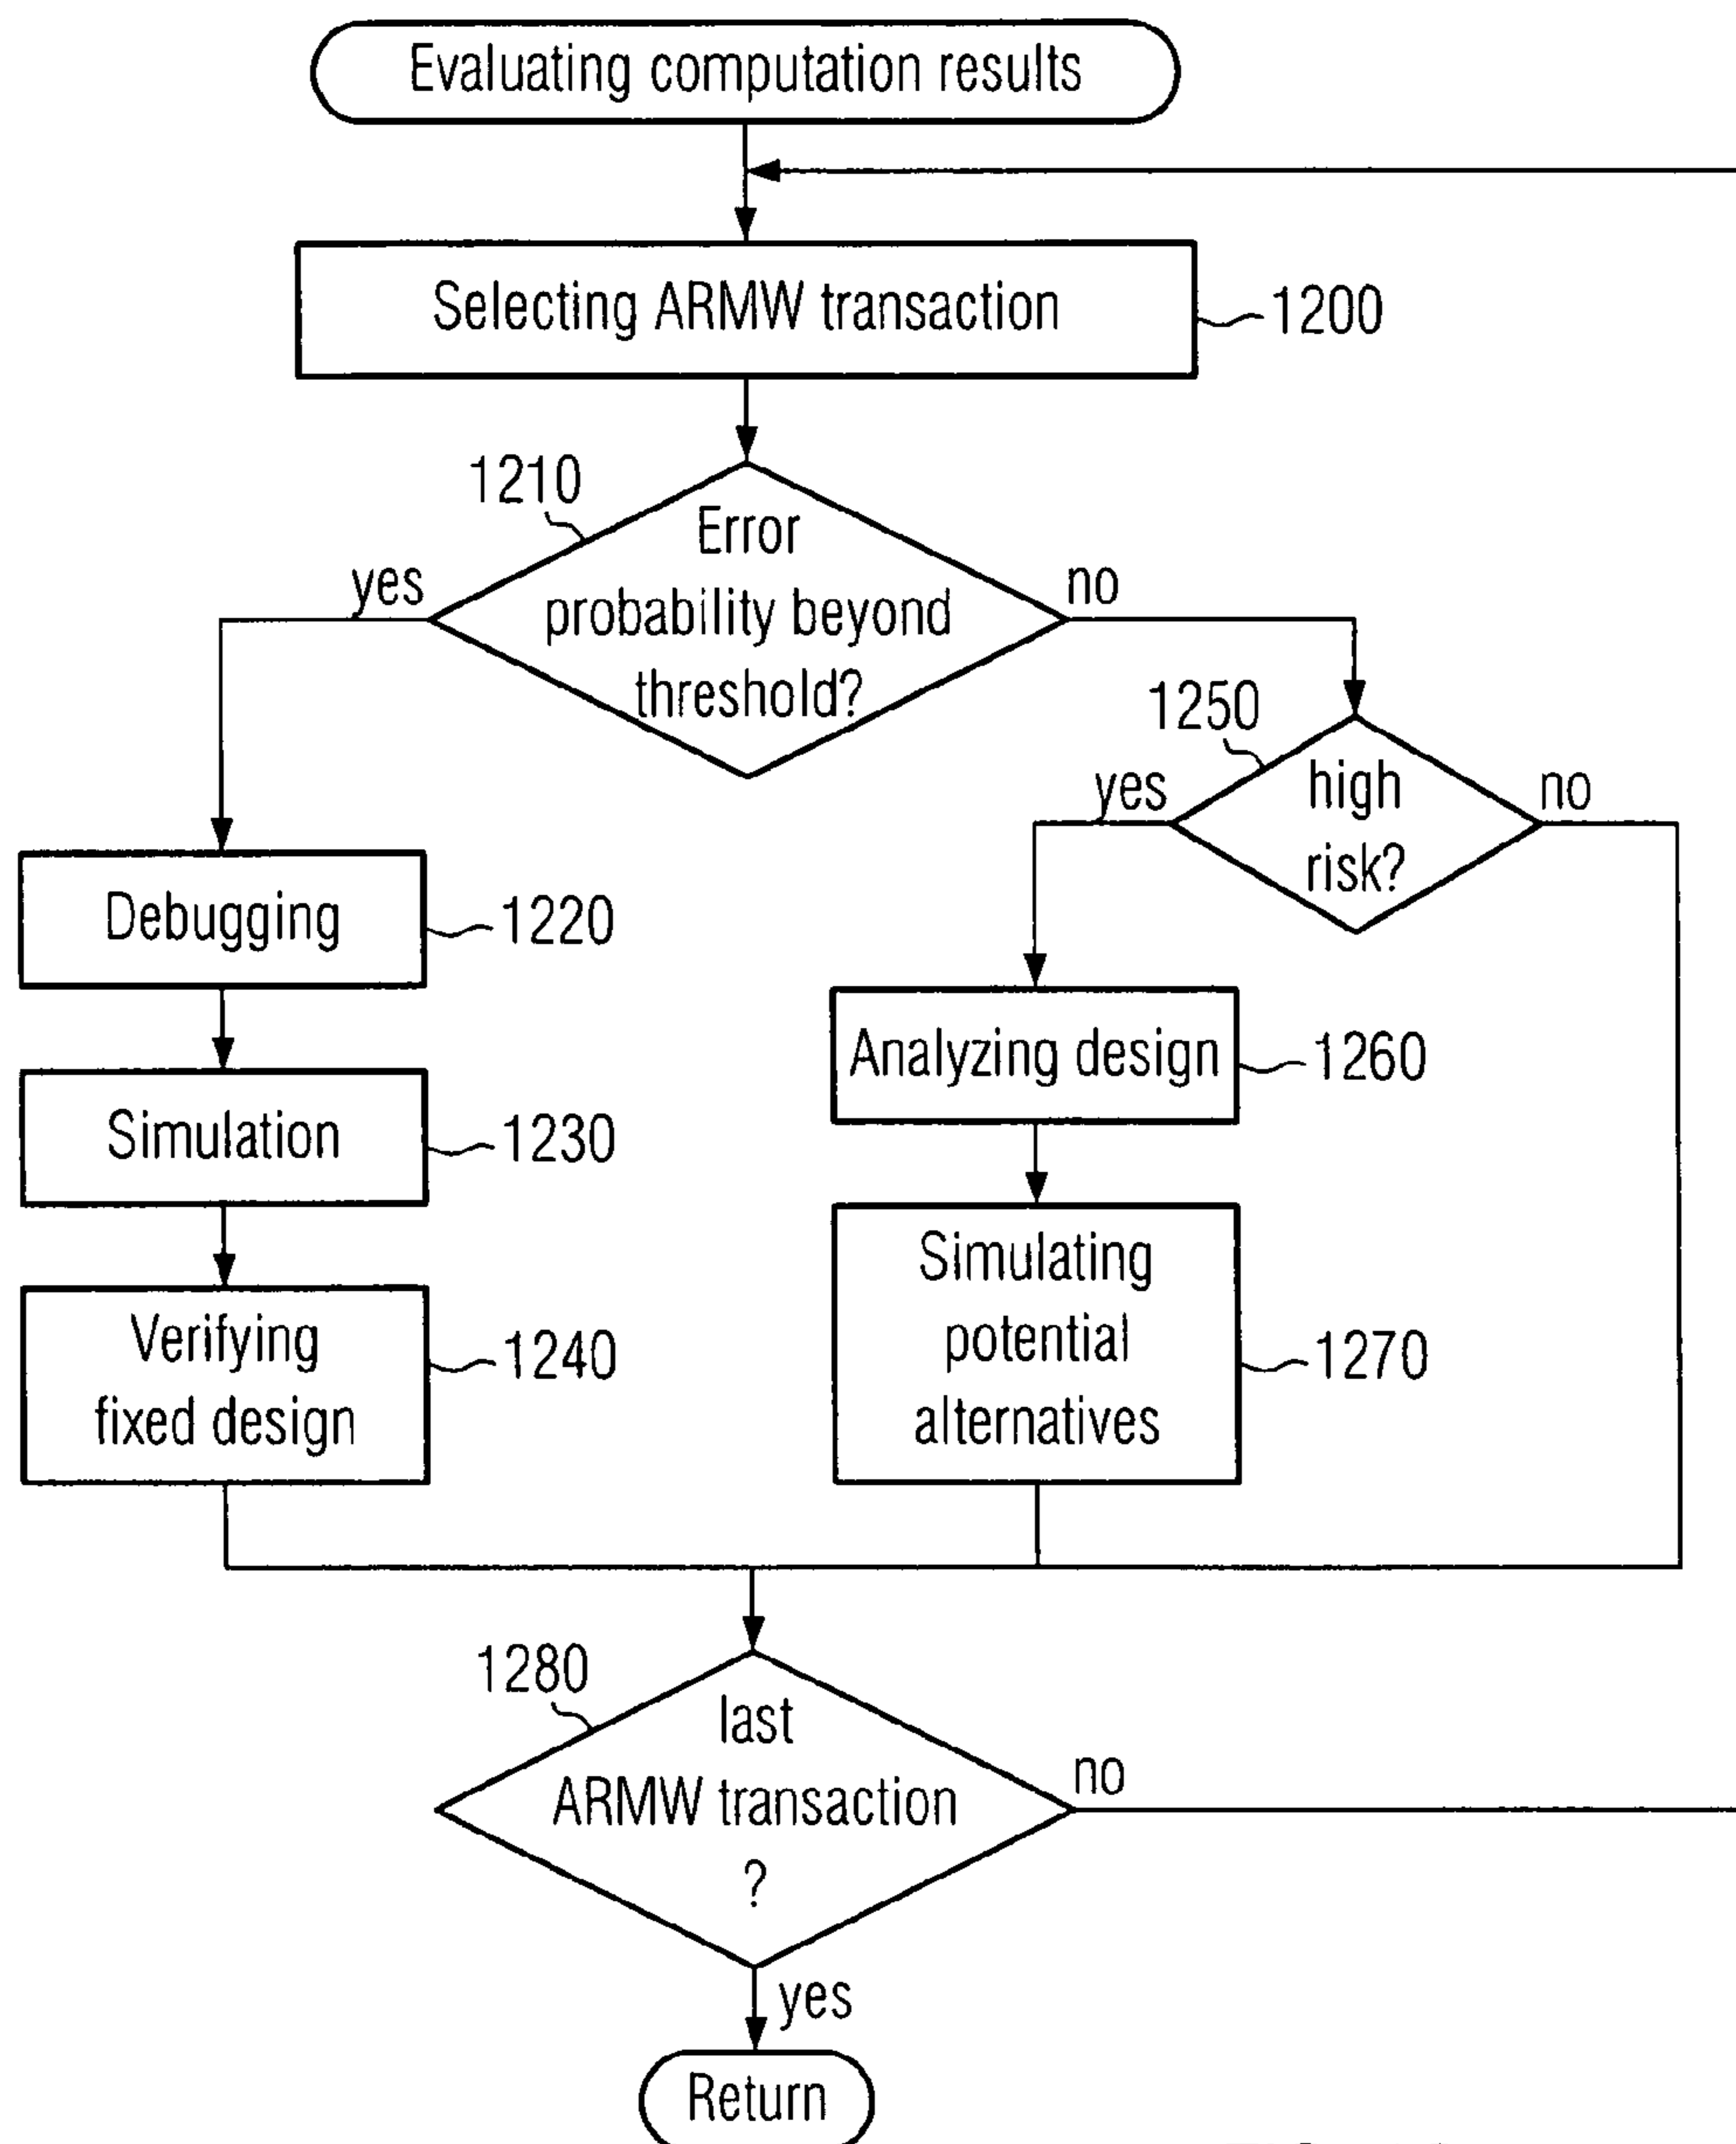 Evaluating computation results
Selecting ARMW transaction
1200
1210
Error
probability beyond
threshold?
yes
no
1250
high
risk?
yes
no
Debugging
1220
Analyzing design
1260
Simulation
1230
Simulating
potential
alternatives
1270
Verifying
fixed design
1240
1280
last
ARMW transaction
?
no
yes
Return